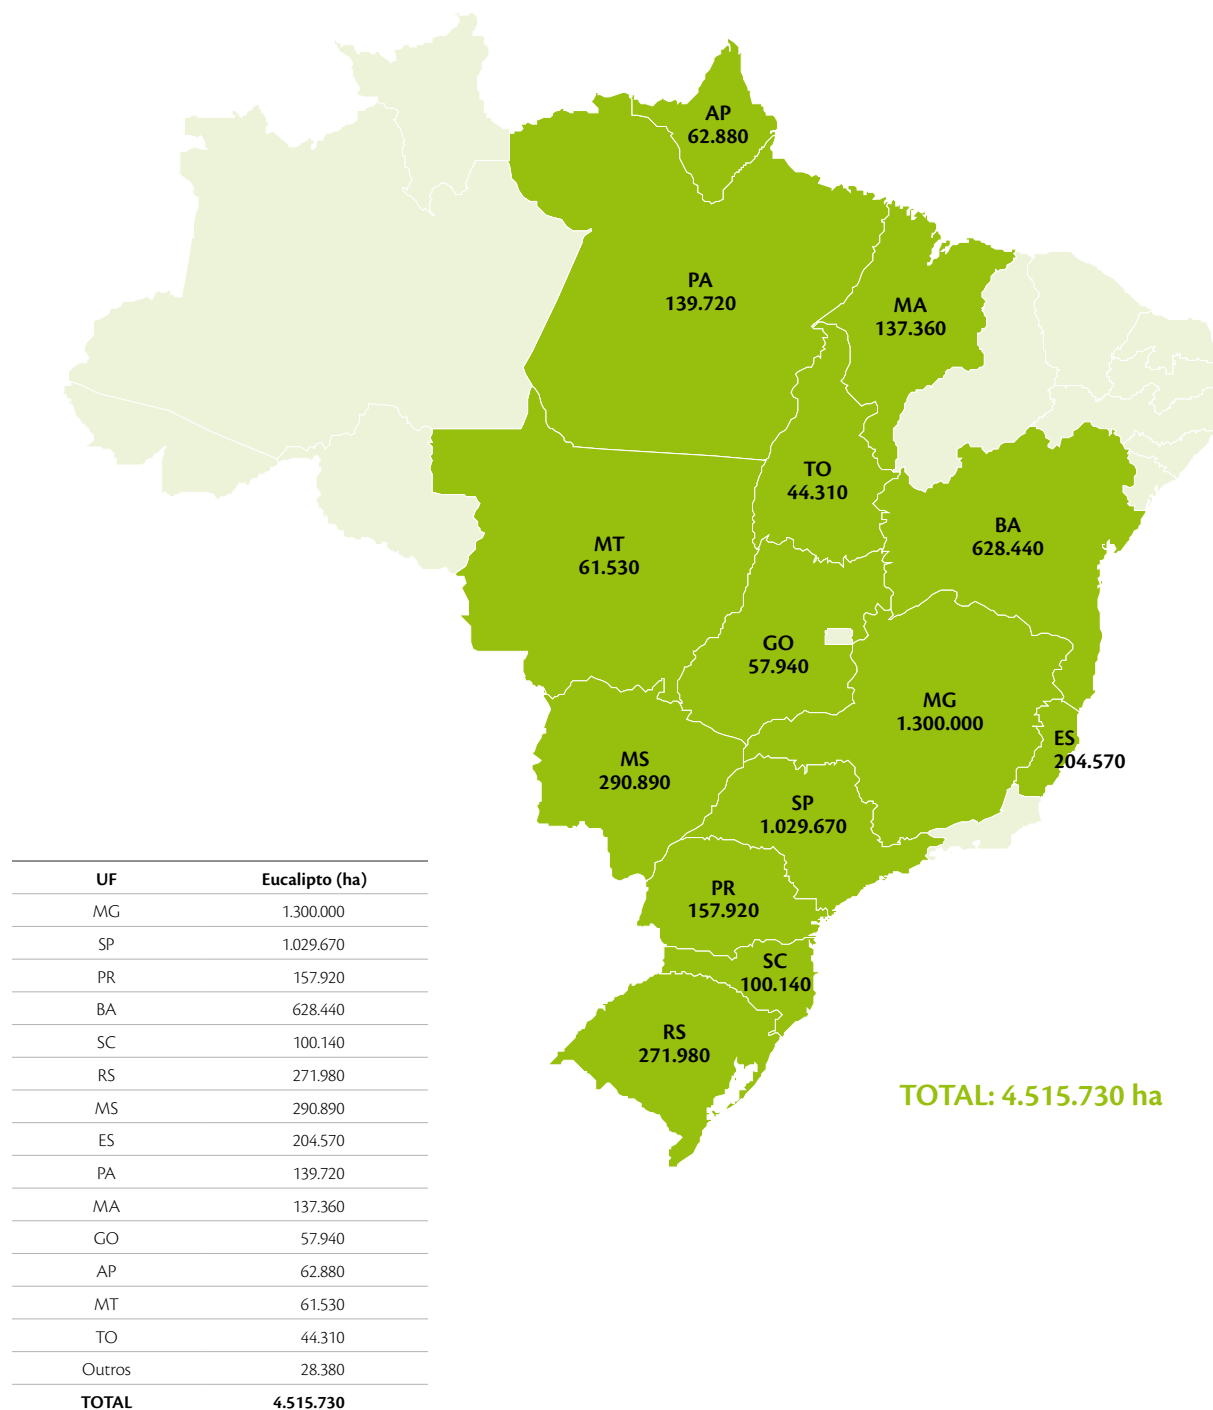 AP
62.880
PA
139.720
MA
137.360
TO
44.310
BA
628.440
MT
61.530
GO
57.940
MG
1.300.000
ES
204.570
MS
290.890
SP
1.029.670
PR
157.920
SC
100.140
RS
271.980
TOTAL: 4.515.730 ha
UF Eucalipto (ha)
MG 1.300.000
SP 1.029.670
PR 157.920
BA 628.440
SC 100.140
RS 271.980
MS 290.890
ES 204.570
PA 139.720
MA 137.360
GO 57.940
AP 62.880
MT 61.530
TO 44.310
Outros 28.380
TOTAL 4.515.730